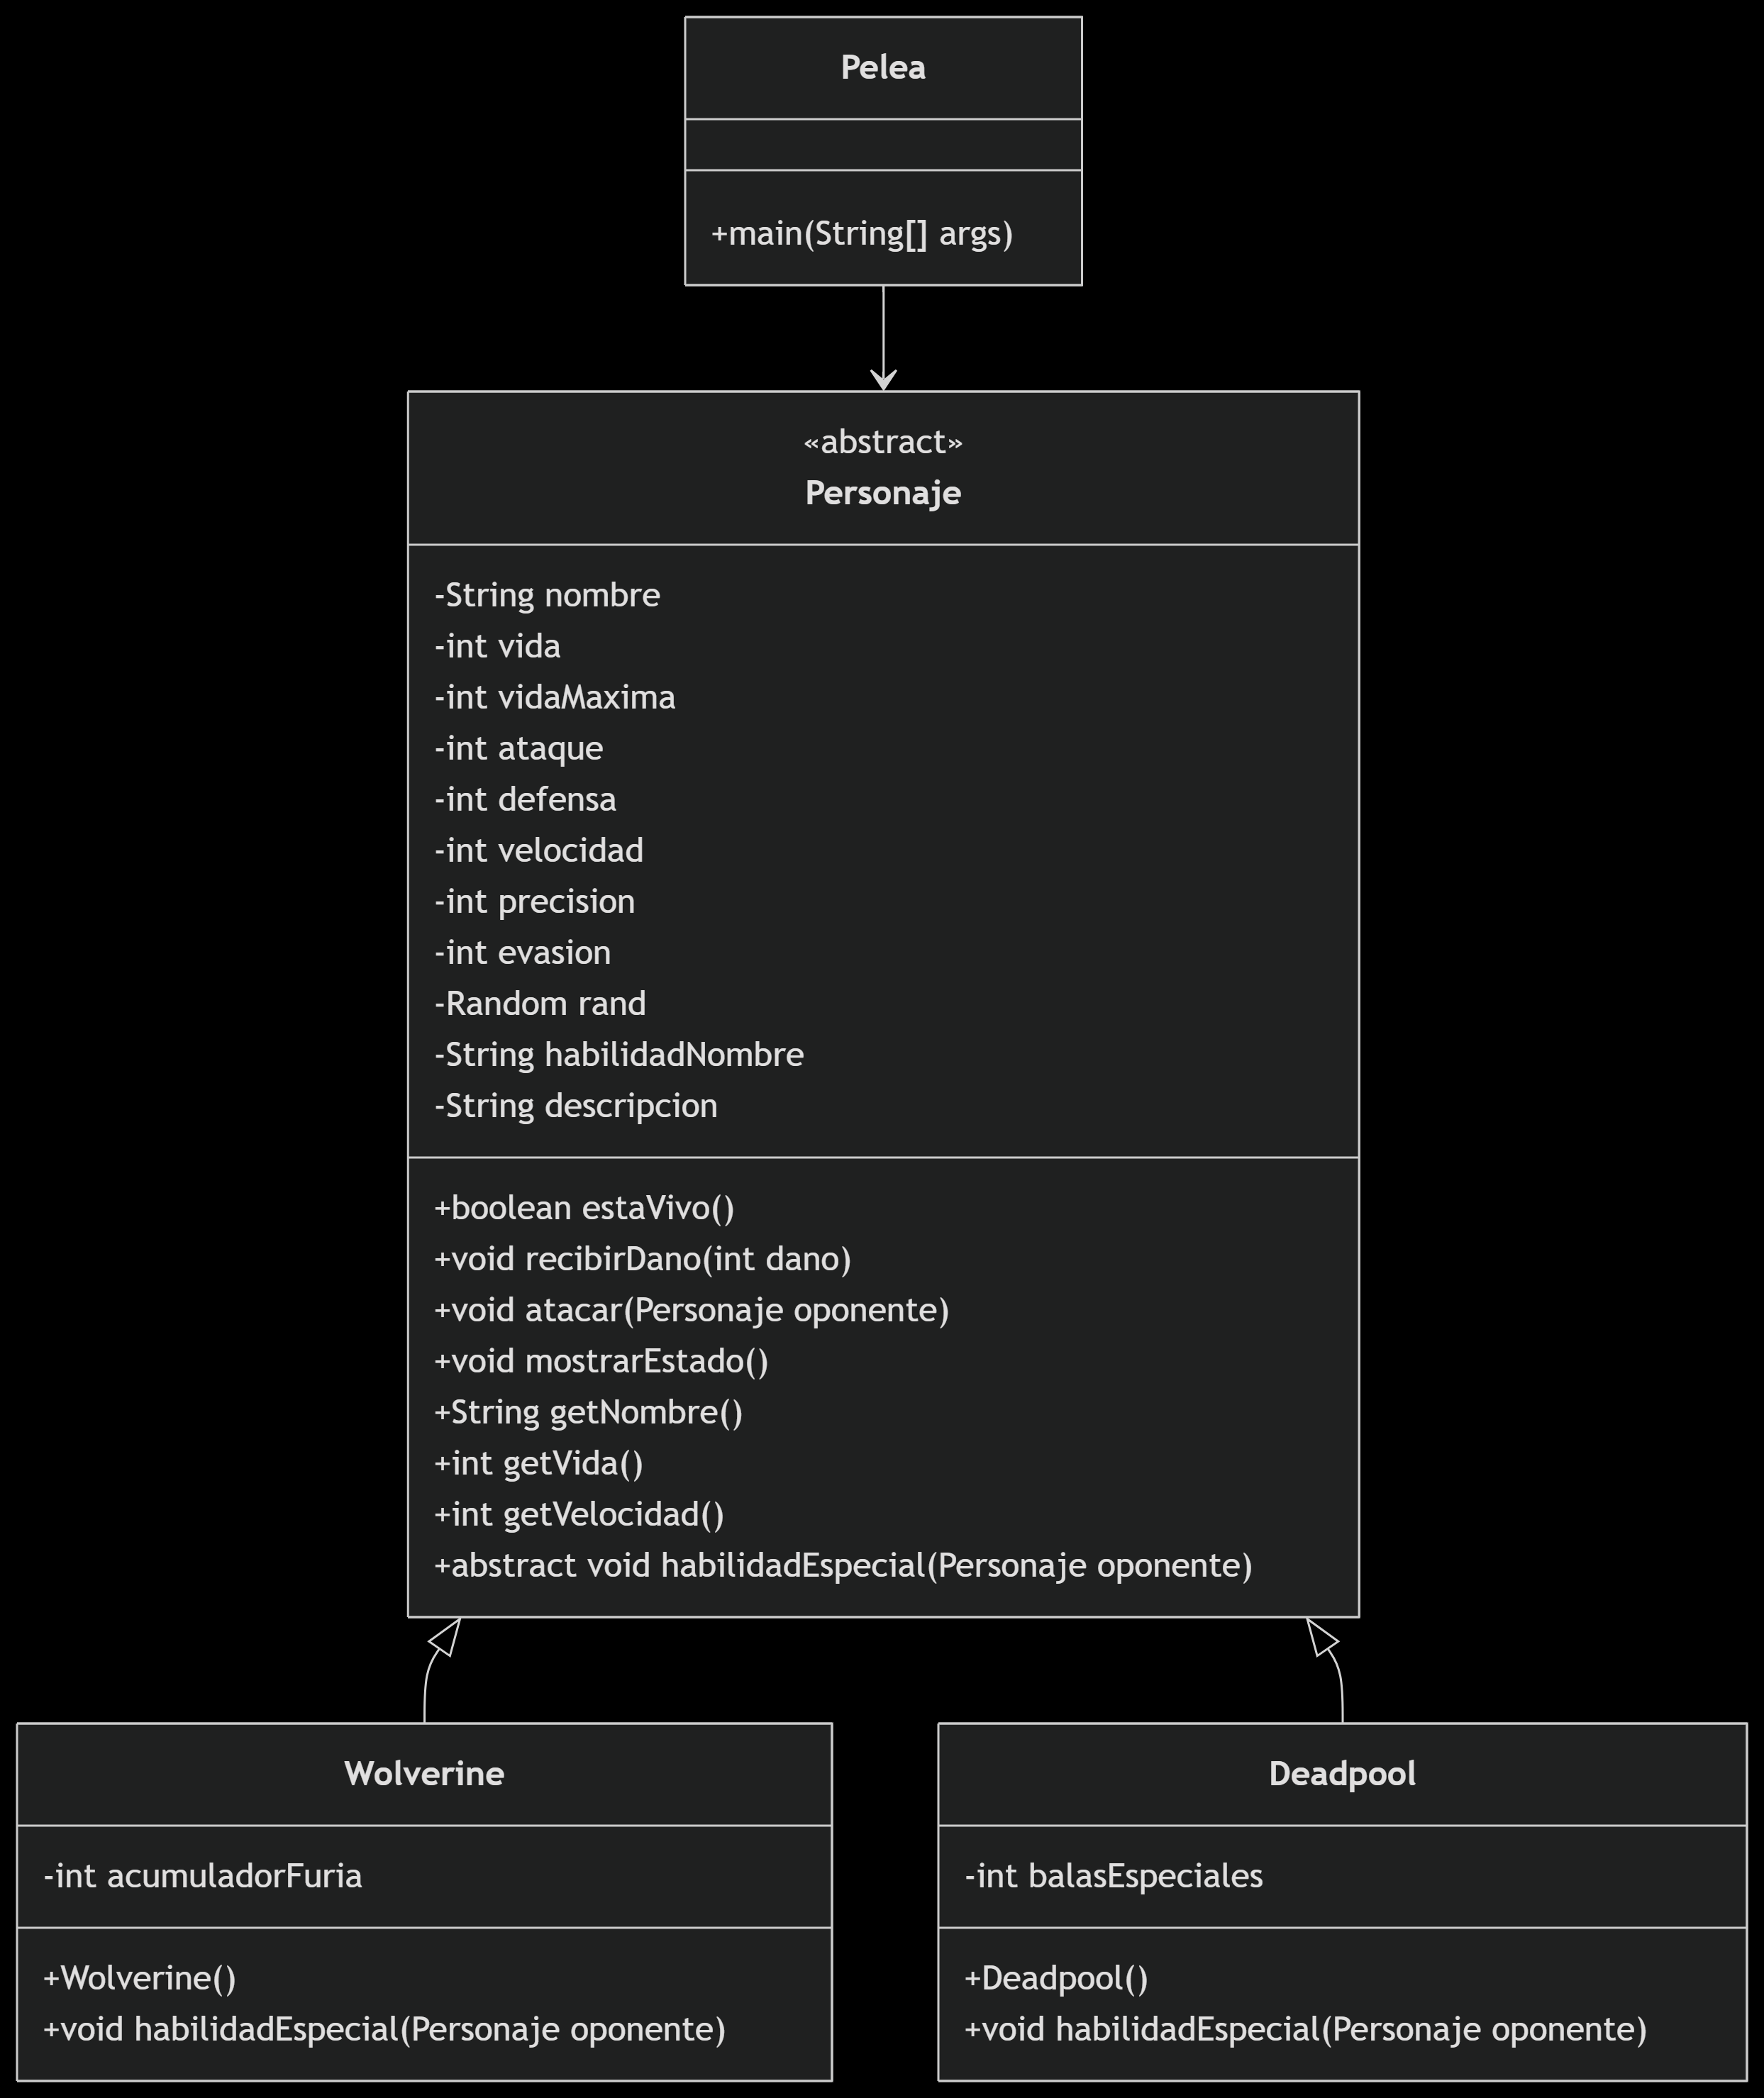 Pelea
+main(String[] args)
«abstract»
Personaje
-String nombre
-int vida
-int vidaMaxima
-int ataque
-int defensa
-int velocidad
-int precision
-int evasion
-Random rand
-String habilidadNombre
-String descripcion
+boolean estaVivo()
+void recibirDano(int dano)
+void atacar(Personaje oponente)
+void mostrarEstado()
+String getNombre()
+int getVida()
+int getVelocidad()
+abstract void habilidadEspecial(Personaje oponente)
Wolverine
-int acumuladorFuria
+Wolverine()
+void habilidadEspecial(Personaje oponente)
Deadpool
-int balasEspeciales
+Deadpool()
+void habilidadEspecial(Personaje oponente)